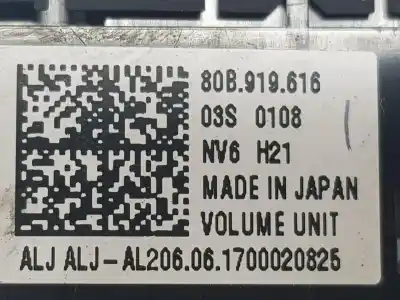 80B.919.616
03S 0108
NV6 H21
MADE IN JAPAN
VOLUME UNIT
ALJ ALJ-AL206.06.1700020825